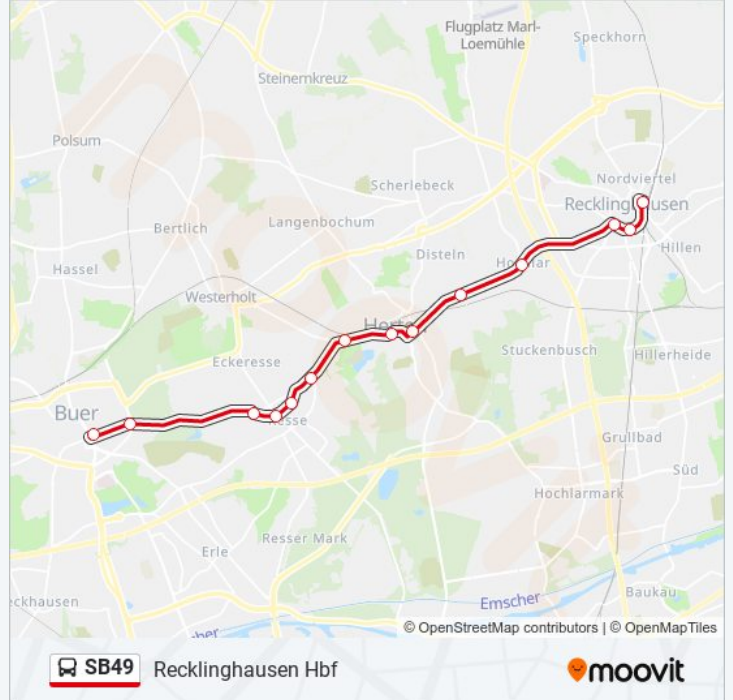 Flugplatz Marl-
Loemühle
Speckhorn
Steinernkreuz
Polsum
Nordviertel
Scherlebeck
Recklinghausen
Bertlich
Langenbochum
Disteln
Hillen
Hassel
Westerholt
Stuckenbusch
Hillerheide
Eckeresse
Buer
Grullbad
Süd
Hochlarmark
Resser Mark
Erle
Baukau
eckhausen
Emscher
© OpenStreetMap contributors | © OpenMapTiles
SB49 Recklinghausen Hbf
moovit